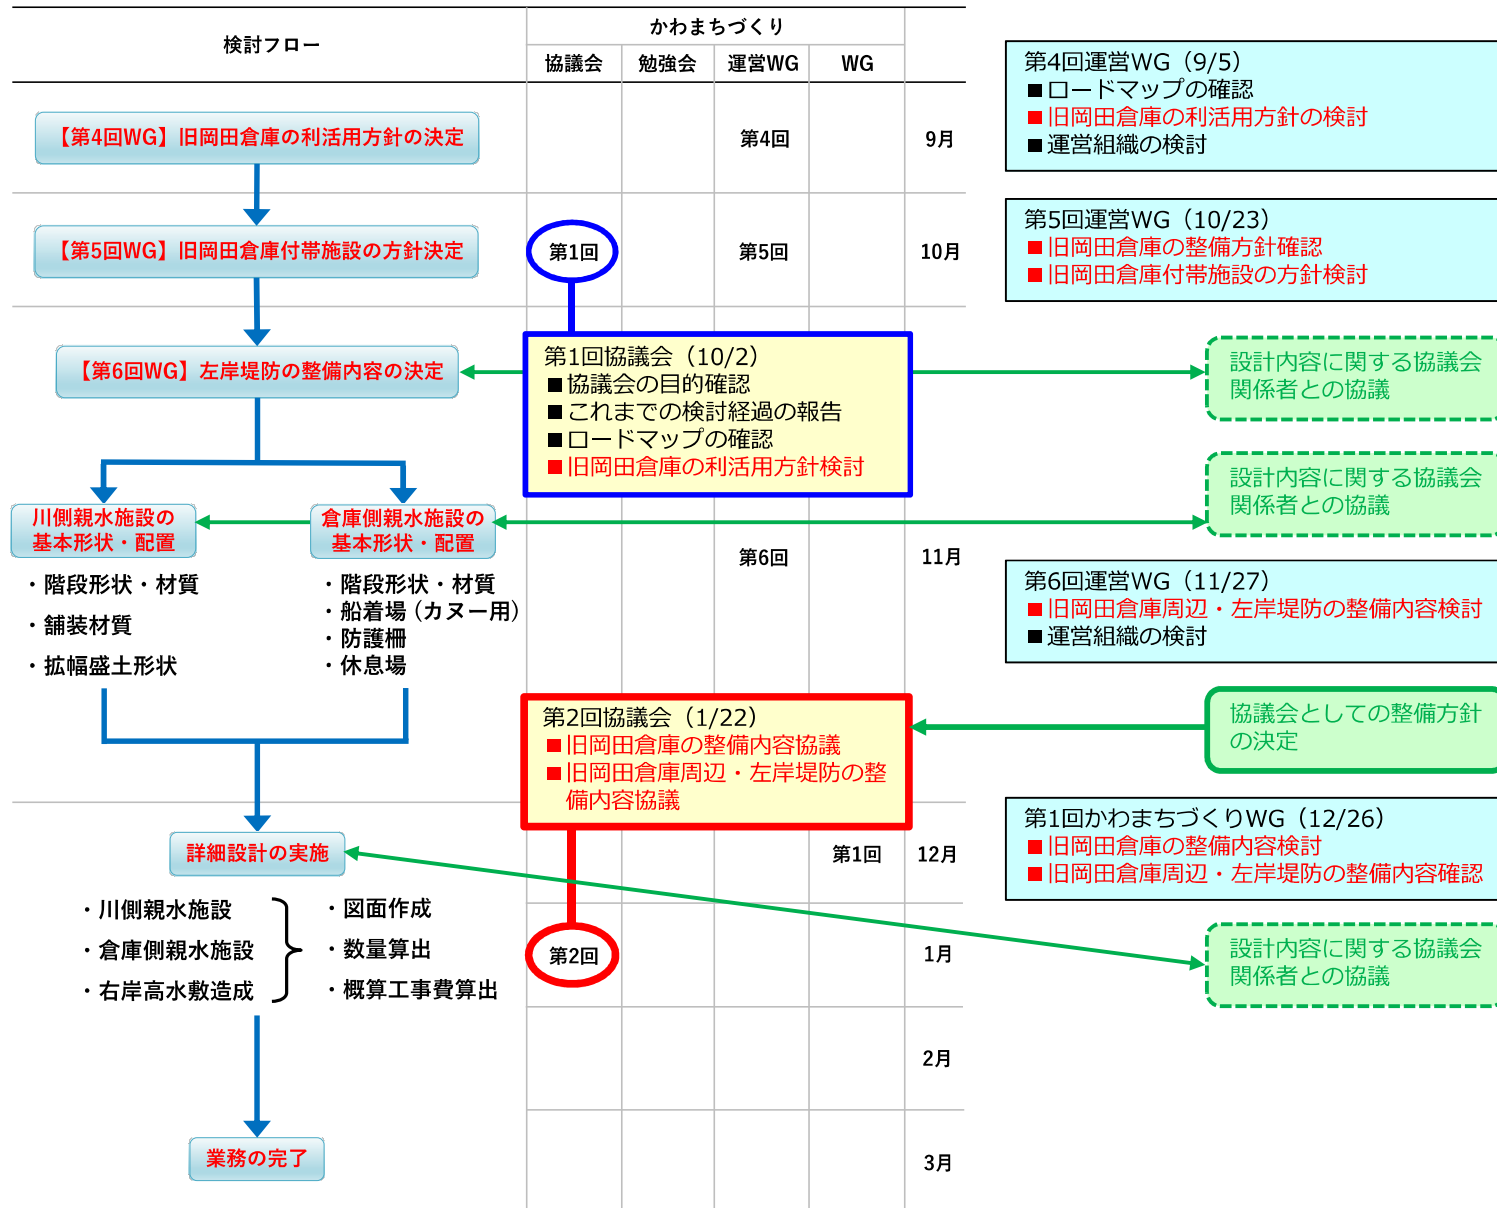 検討フロー
かわまちづくり
協議会
勉強会
運営WG
WG
【第4回WG】旧岡田倉庫の利活用方針の決定
第4回
9月
【第5回WG】旧岡田倉庫付帯施設の方針決定
第1回
第5回
10月
【第6回WG】左岸堤防の整備内容の決定
第1回協議会（10/2）
■協議会の目的確認
■これまでの検討経過の報告
■ロードマップの確認
■旧岡田倉庫の利活用方針検討
川側親水施設の
基本形状・配置
倉庫側親水施設の
基本形状・配置
・階段形状・材質
・舗装材質
・拡幅盛土形状
・階段形状・材質
・船着場（カヌー用）
・防護柵
・休息場
第6回
11月
第2回協議会（1/22）
■旧岡田倉庫の整備内容協議
■旧岡田倉庫周辺・左岸堤防の整
備内容協議
詳細設計の実施
第1回
12月
・川側親水施設
・倉庫側親水施設
・右岸高水敷造成
・図面作成
・数量算出
・概算工事費算出
第2回
1月
2月
業務の完了
3月
第4回運営WG（9/5）
■ロードマップの確認
■旧岡田倉庫の利活用方針の検討
■運営組織の検討
第5回運営WG（10/23）
■旧岡田倉庫の整備方針確認
■旧岡田倉庫付帯施設の方針検討
設計内容に関する協議会
関係者との協議
設計内容に関する協議会
関係者との協議
第6回運営WG（11/27）
■旧岡田倉庫周辺・左岸堤防の整備内容検討
■運営組織の検討
協議会としての整備方針
の決定
第1回かわまちづくりWG（12/26）
■旧岡田倉庫の整備内容検討
■旧岡田倉庫周辺・左岸堤防の整備内容確認
設計内容に関する協議会
関係者との協議